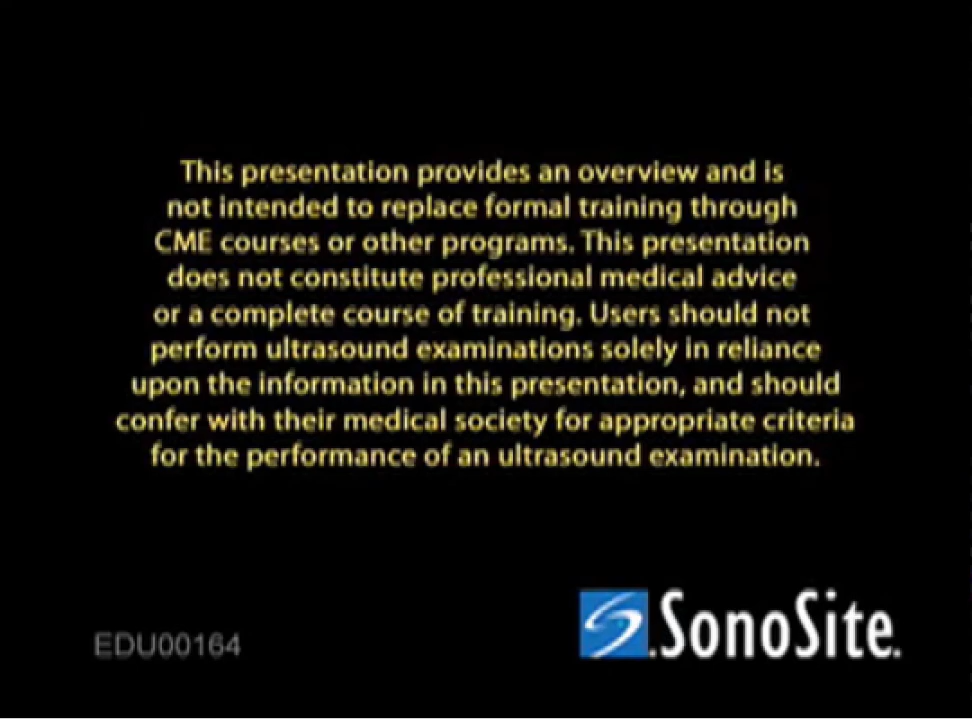 This presentation provides an overview and is
not intended to replace formal training through
CME courses or other programs. This presentation
does not constitute professional medical advice
or a complete course of training. Users should not
perform ultrasound examinations solely in reliance
upon the information in this presentation, and should
confer with their medical society for appropriate criteria
for the performance of an ultrasound examination.
EDU00164
SonoSite.